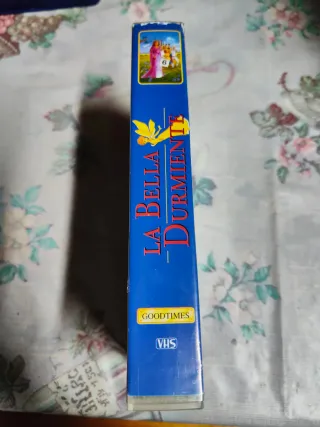 LA BELLA
DURMIENTE
GOODTIMES
VHS